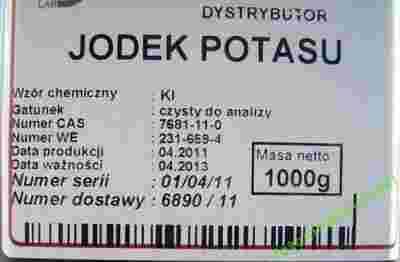 LAB
DYSTRYBUTOR
JODEK POTASU
Wzór chemiczny : KI
Gatunek : czysty do analizy
Numer CAS : 7681-11-0
Numer WE : 231-659-4
Data produkcji : 04.2011
Data ważności : 04.2013
Numer serii : 01/04/11
Numer dostawy : 6890 / 11
Masa netto
1000g